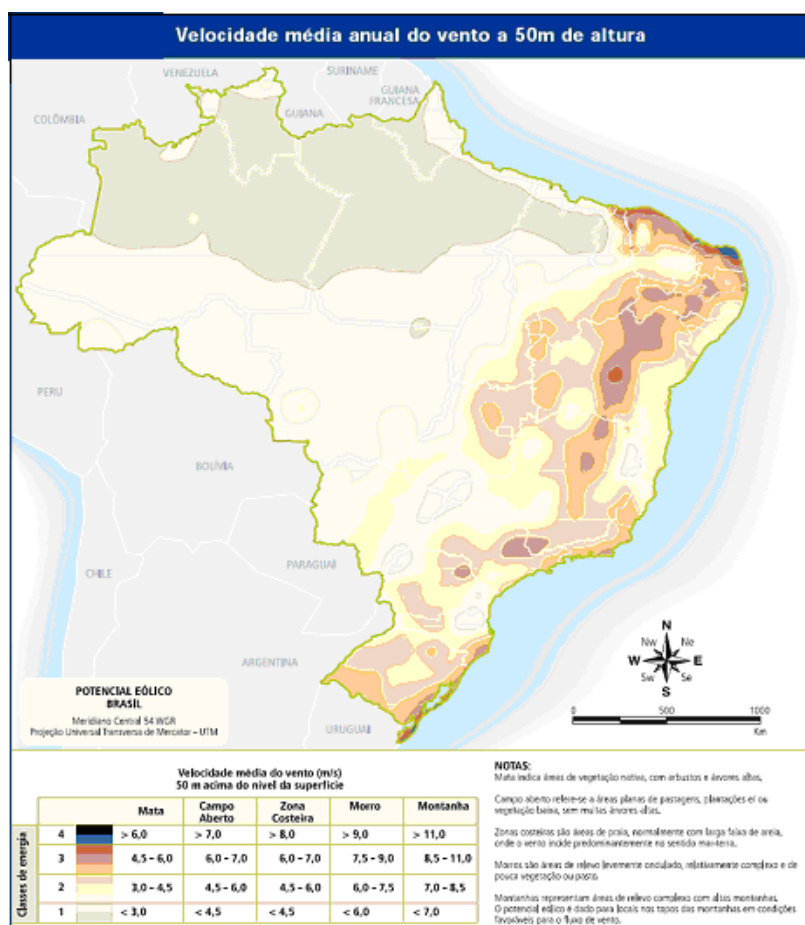 Velocidade média anual do vento a 50m de altura
VENEZUELA
SURINAME
GUIANA FRANCESA
GUIANA
COLÔMBIA
PERU
BOLÍVIA
PARAGUAI
CHILE
ARGENTINA
URUGUAI
N
Nw Ne
W E
Sw Se
S
0 500 1000
Km
POTENCIAL EÓLICO
BRASIL
Meridiano Central 54 WGR
Projeção Universal Transversa de Mercator – UTM
Velocidade média do vento (m/s)
50 m acima do nível da superfície
Mata Campo Aberto Zona Costeira Morro Montanha
Classes de energia
4 > 6,0 > 7,0 > 8,0 > 9,0 > 11,0
3 4,5 – 6,0 6,0 – 7,0 6,0 – 7,0 7,5 – 9,0 8,5 – 11,0
2 3,0 – 4,5 4,5 – 6,0 4,5 – 6,0 6,0 – 7,5 7,0 – 8,5
1 < 3,0 < 4,5 < 4,5 < 6,0 < 7,0
NOTAS:
Mata indica áreas de vegetação nativa, com arbustos e árvores altas.
Campo aberto refere-se a áreas planas de pastagens, plantações e/ ou
vegetação baixa, sem muitas árvores altas.
Zonas costeiras são áreas de praia, normalmente com larga faixa de areia,
onde o vento incide predominantemente no sentido mar-terra.
Morros são áreas de relevo levemente ondulado, relativamente complexo e de
pouca vegetação ou pasto.
Montanhas representam áreas de relevo complexo com altas montanhas.
O potencial eólico é dado para locais nos topos das montanhas em condições
favoráveis para o fluxo de vento.